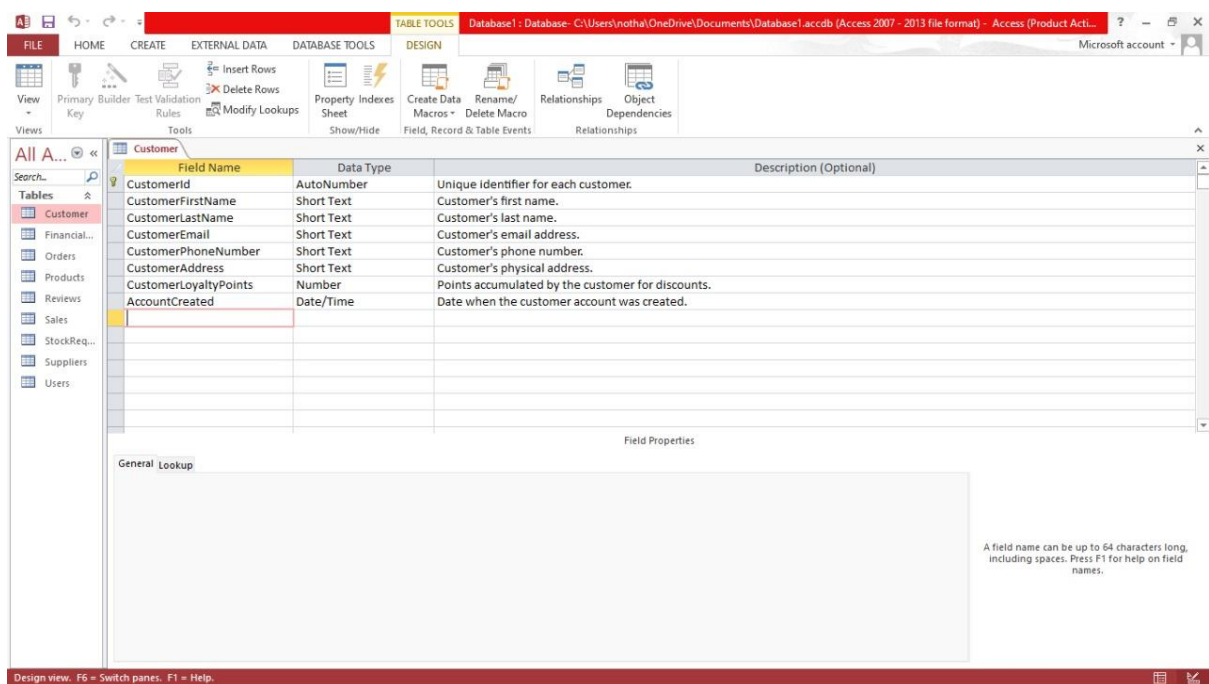 TABLE TOOLS Database1 : Database- C:\Users\notha\OneDrive\Documents\Database1.accdb (Access 2007 - 2013 file format) - Access (Product Acti... ?
FILE HOME CREATE EXTERNAL DATA DATABASE TOOLS DESIGN Microsoft account
View
Primary Key
Builder
Test Validation Rules
Insert Rows
Delete Rows
Modify Lookups
Property Sheet
Indexes
Create Data Macros
Rename/ Delete Macro
Relationships
Object Dependencies
Views Tools Show/Hide Field, Record & Table Events Relationships
All A...
Search..
Tables
Customer
Financial...
Orders
Products
Reviews
Sales
StockReq...
Suppliers
Users
Customer
Field Name Data Type Description (Optional)
CustomerId AutoNumber Unique identifier for each customer.
CustomerFirstName Short Text Customer's first name.
CustomerLastName Short Text Customer's last name.
CustomerEmail Short Text Customer's email address.
CustomerPhoneNumber Short Text Customer's phone number.
CustomerAddress Short Text Customer's physical address.
CustomerLoyaltyPoints Number Points accumulated by the customer for discounts.
AccountCreated Date/Time Date when the customer account was created.
Field Properties
General Lookup
A field name can be up to 64 characters long,
including spaces. Press F1 for help on field
names.
Design view. F6 = Switch panes. F1 = Help.